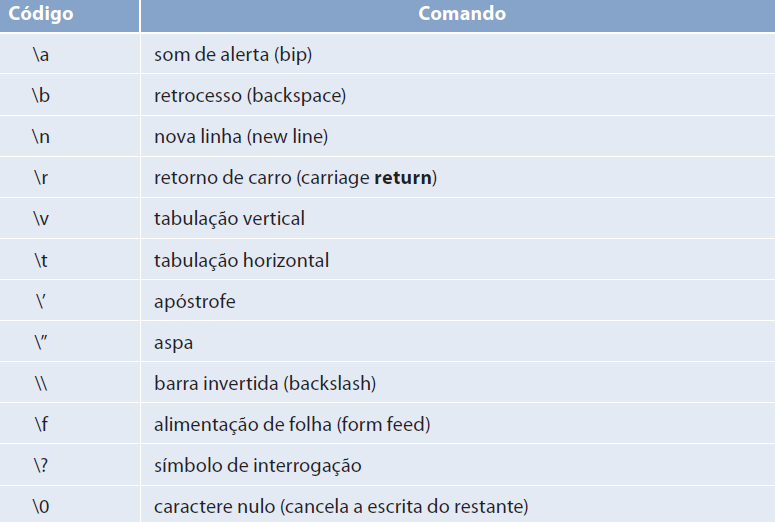 Código Comando
\a som de alerta (bip)
\b retrocesso (backspace)
\n nova linha (new line)
\r retorno de carro (carriage return)
\v tabulação vertical
\t tabulação horizontal
\’ apóstrofe
\” aspa
\\ barra invertida (backslash)
\f alimentação de folha (form feed)
\? símbolo de interrogação
\0 caractere nulo (cancela a escrita do restante)